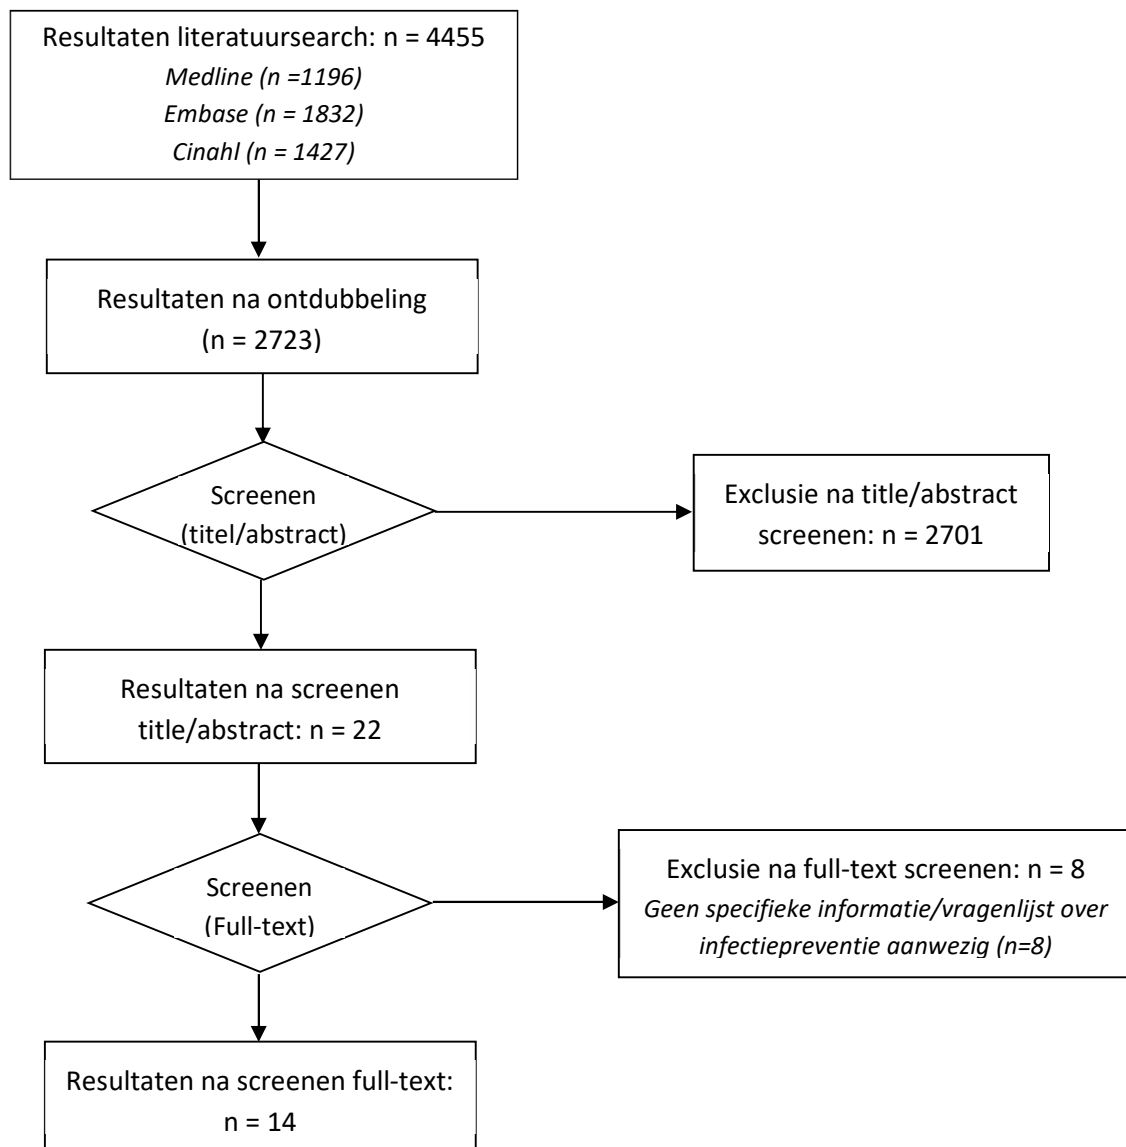 Resultaten literatuursearch: n = 4455
Medline (n =1196)
Embase (n = 1832)
Cinahl (n = 1427)
Resultaten na ontdubbeling
(n = 2723)
Screenen
(titel/abstract)
Exclusie na title/abstract
screenen: n = 2701
Resultaten na screenen
title/abstract: n = 22
Screenen
(Full-text)
Exclusie na full-text screenen: n = 8
Geen specifieke informatie/vragenlijst over
infectiepreventie aanwezig (n=8)
Resultaten na screenen full-text:
n = 14